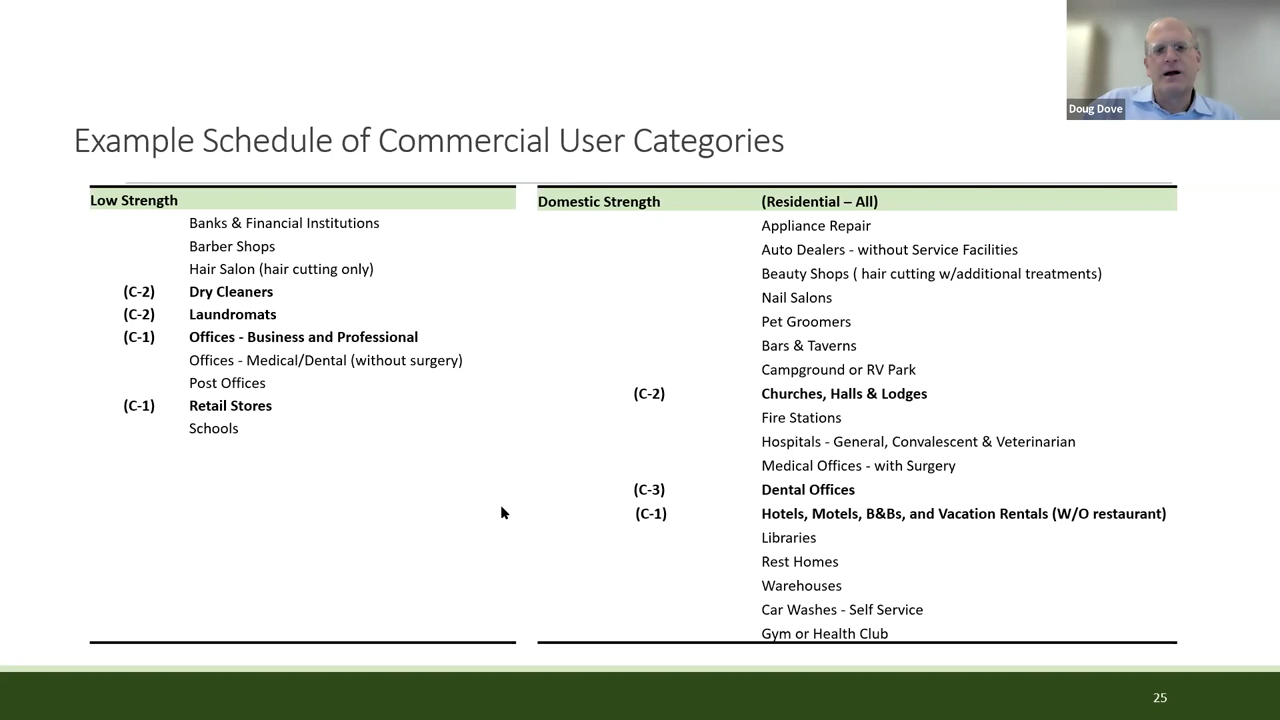 Doug Dove
Example Schedule of Commercial User Categories
Low Strength
Banks & Financial Institutions
Barber Shops
Hair Salon (hair cutting only)
(C-2) Dry Cleaners
(C-2) Laundromats
(C-1) Offices - Business and Professional
Offices - Medical/Dental (without surgery)
Post Offices
(C-1) Retail Stores
Schools
Domestic Strength (Residential – All)
Appliance Repair
Auto Dealers - without Service Facilities
Beauty Shops ( hair cutting w/additional treatments)
Nail Salons
Pet Groomers
Bars & Taverns
Campground or RV Park
(C-2) Churches, Halls & Lodges
Fire Stations
Hospitals - General, Convalescent & Veterinarian
Medical Offices - with Surgery
(C-3) Dental Offices
(C-1) Hotels, Motels, B&Bs, and Vacation Rentals (W/O restaurant)
Libraries
Rest Homes
Warehouses
Car Washes - Self Service
Gym or Health Club
25